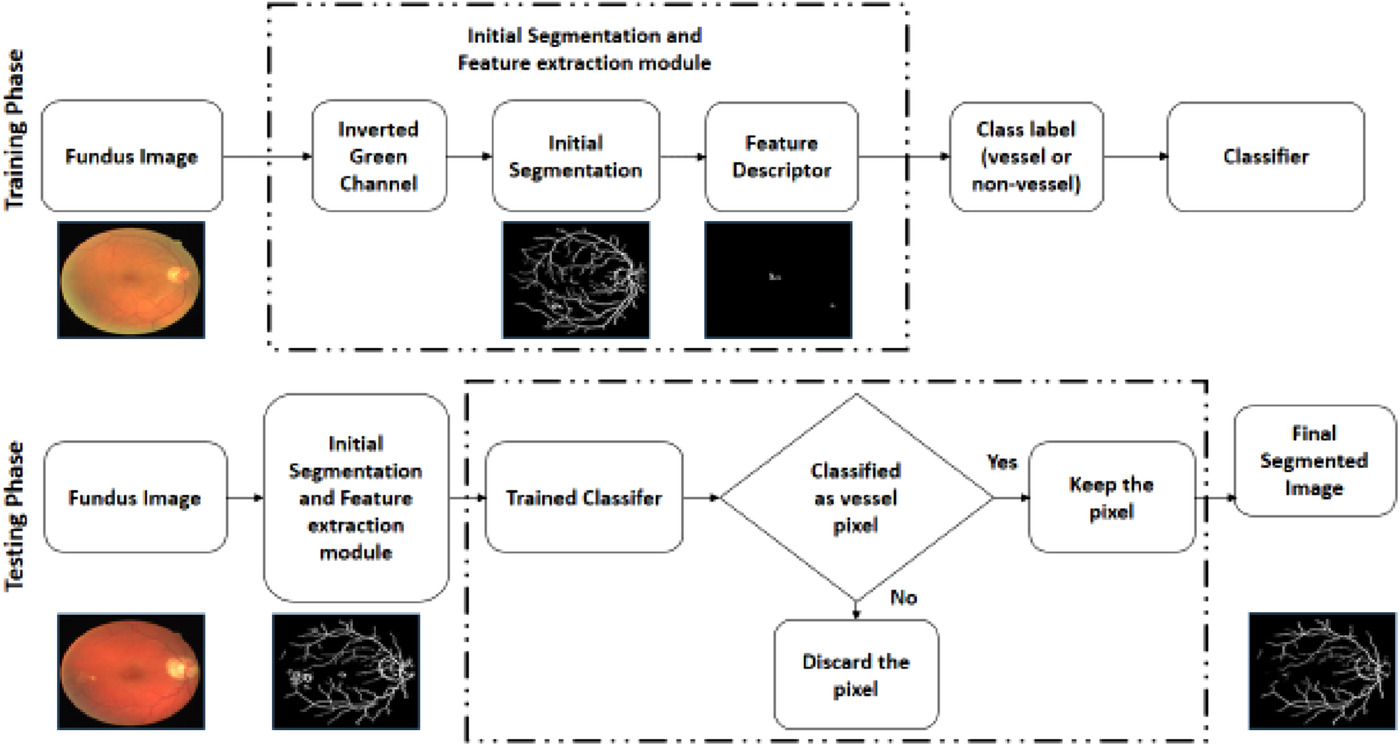 Training Phase
Initial Segmentation and
Feature extraction module
Fundus Image
Inverted
Green
Channel
Initial
Segmentation
Feature
Descriptor
Class label
(vessel or
non-vessel)
Classifier
Testing Phase
Fundus Image
Initial
Segmentation
and Feature
extraction
module
Trained Classifer
Classified
as vessel
pixel
Yes
Keep the
pixel
Final
Segmented
Image
No
Discard the
pixel